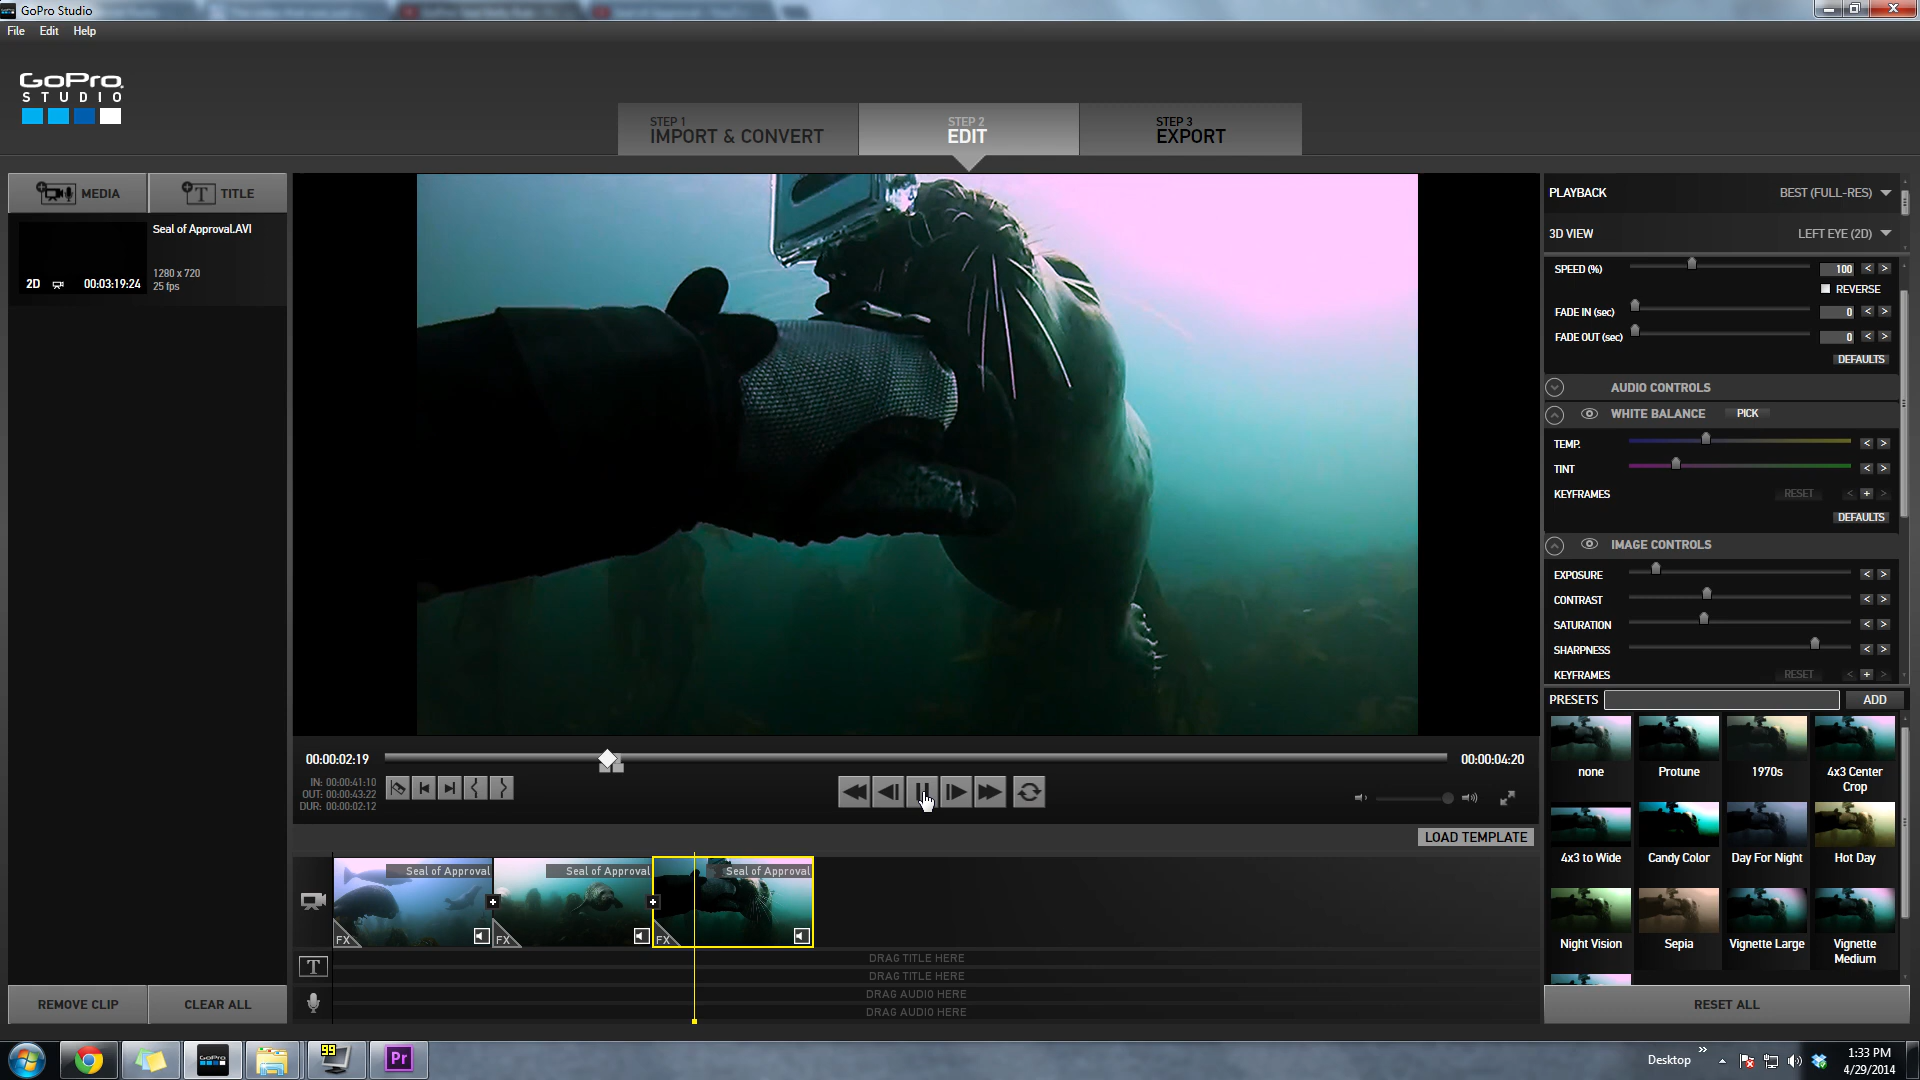 GoPro Studio
File Edit Help
GoPro
STUDIO
STEP 1
IMPORT & CONVERT
STEP 2
EDIT
STEP 3
EXPORT
MEDIA
TITLE
Seal of Approval.AVI
1280 x 720
25 fps
2D 00:03:19:24
PLAYBACK BEST (FULL-RES)
3D VIEW LEFT EYE (2D)
SPEED (%) 100 < >
REVERSE
FADE IN (sec) 0 < >
FADE OUT (sec) 0 < >
DEFAULTS
AUDIO CONTROLS
WHITE BALANCE PICK
TEMP. < >
TINT < >
KEYFRAMES RESET < + >
DEFAULTS
IMAGE CONTROLS
EXPOSURE < >
CONTRAST < >
SATURATION < >
SHARPNESS < >
KEYFRAMES RESET < + >
PRESETS ADD
none Protune 1970s 4x3 Center
Crop
4x3 to Wide Candy Color Day For Night Hot Day
Night Vision Sepia Vignette Large Vignette
Medium
RESET ALL
00:00:02:19
00:00:04:20
IN: 00:00:41:10
OUT: 00:00:43:22
DUR: 00:00:02:12
LOAD TEMPLATE
Seal of Approval Seal of Approval Seal of Approval
FX FX FX
T DRAG TITLE HERE
DRAG TITLE HERE
DRAG AUDIO HERE
DRAG AUDIO HERE
REMOVE CLIP CLEAR ALL
GoPro
99
Pr
Desktop »
1:33 PM
4/29/2014